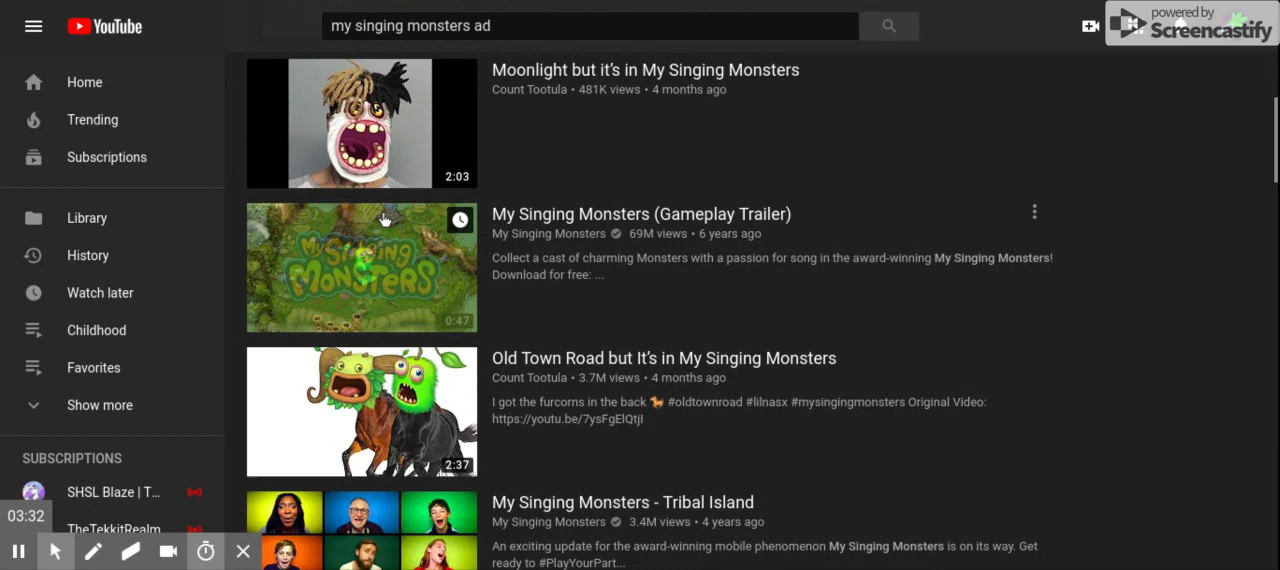 YouTube
my singing monsters ad
powered by
Screencastify
Home
Trending
Subscriptions
Library
History
Watch later
Childhood
Favorites
Show more
SUBSCRIPTIONS
SHSL Blaze | T...
TheTekkitRealm
03:32
2:03
Moonlight but it's in My Singing Monsters
Count Tootula • 481K views • 4 months ago
MY SINGING
MONSTERS
0:47
My Singing Monsters (Gameplay Trailer)
My Singing Monsters 69M views • 6 years ago
Collect a cast of charming Monsters with a passion for song in the award-winning My Singing Monsters!
Download for free: ...
2:37
Old Town Road but It's in My Singing Monsters
Count Tootula • 3.7M views • 4 months ago
I got the furcorns in the back 🐎 #oldtownroad #lilnasx #mysingingmonsters Original Video:
https://youtu.be/7ysFgElQtjI
My Singing Monsters - Tribal Island
My Singing Monsters 3.4M views • 4 years ago
An exciting update for the award-winning mobile phenomenon My Singing Monsters is on its way. Get
ready to #PlayYourPart...